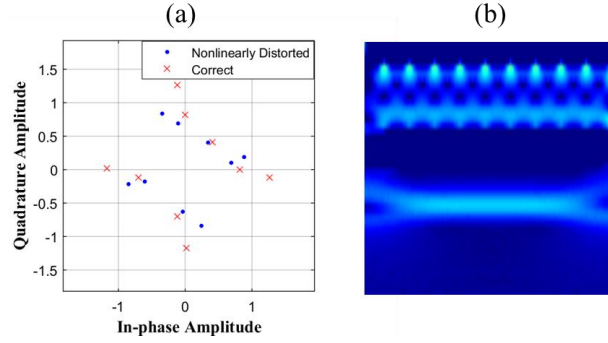 (a)
(b)
Nonlinearly Distorted
Correct
Quadrature Amplitude
1.5
1
0.5
0
-0.5
-1
-1.5
-1 0 1
In-phase Amplitude